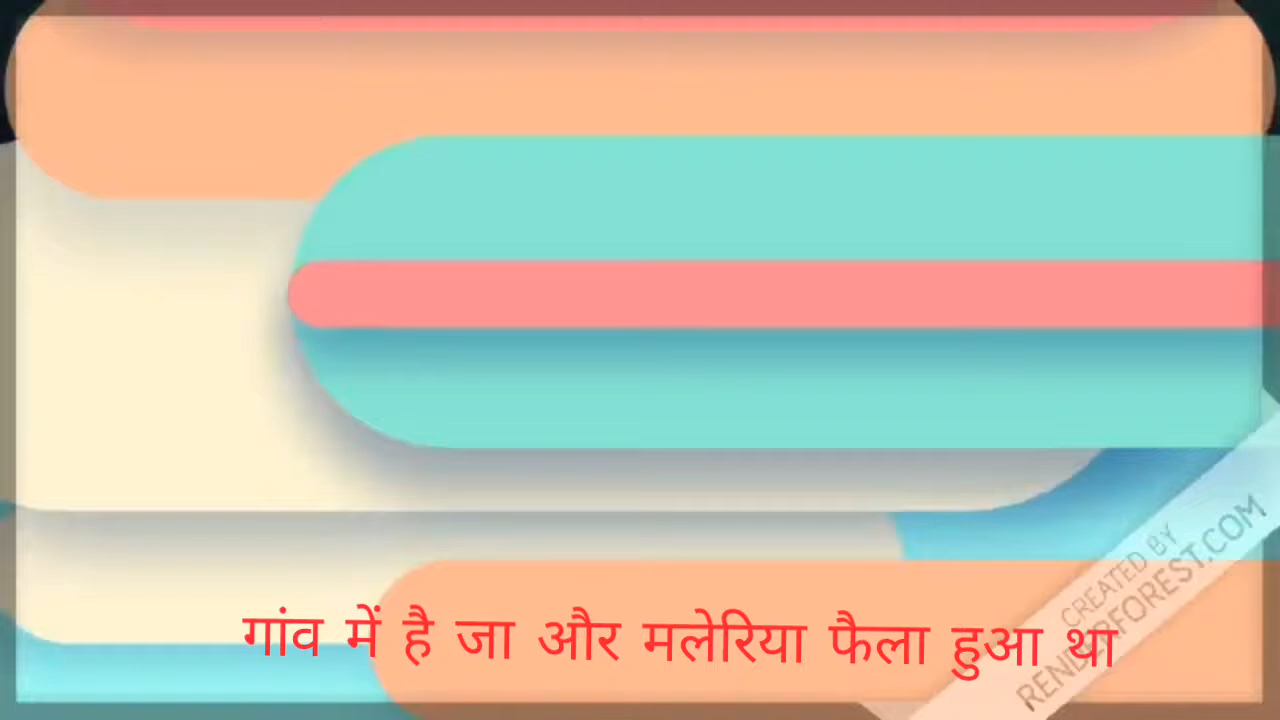 CREATED BY
RENDERFOREST.COM
गांव में है जा और मलेरिया फैला हुआ था